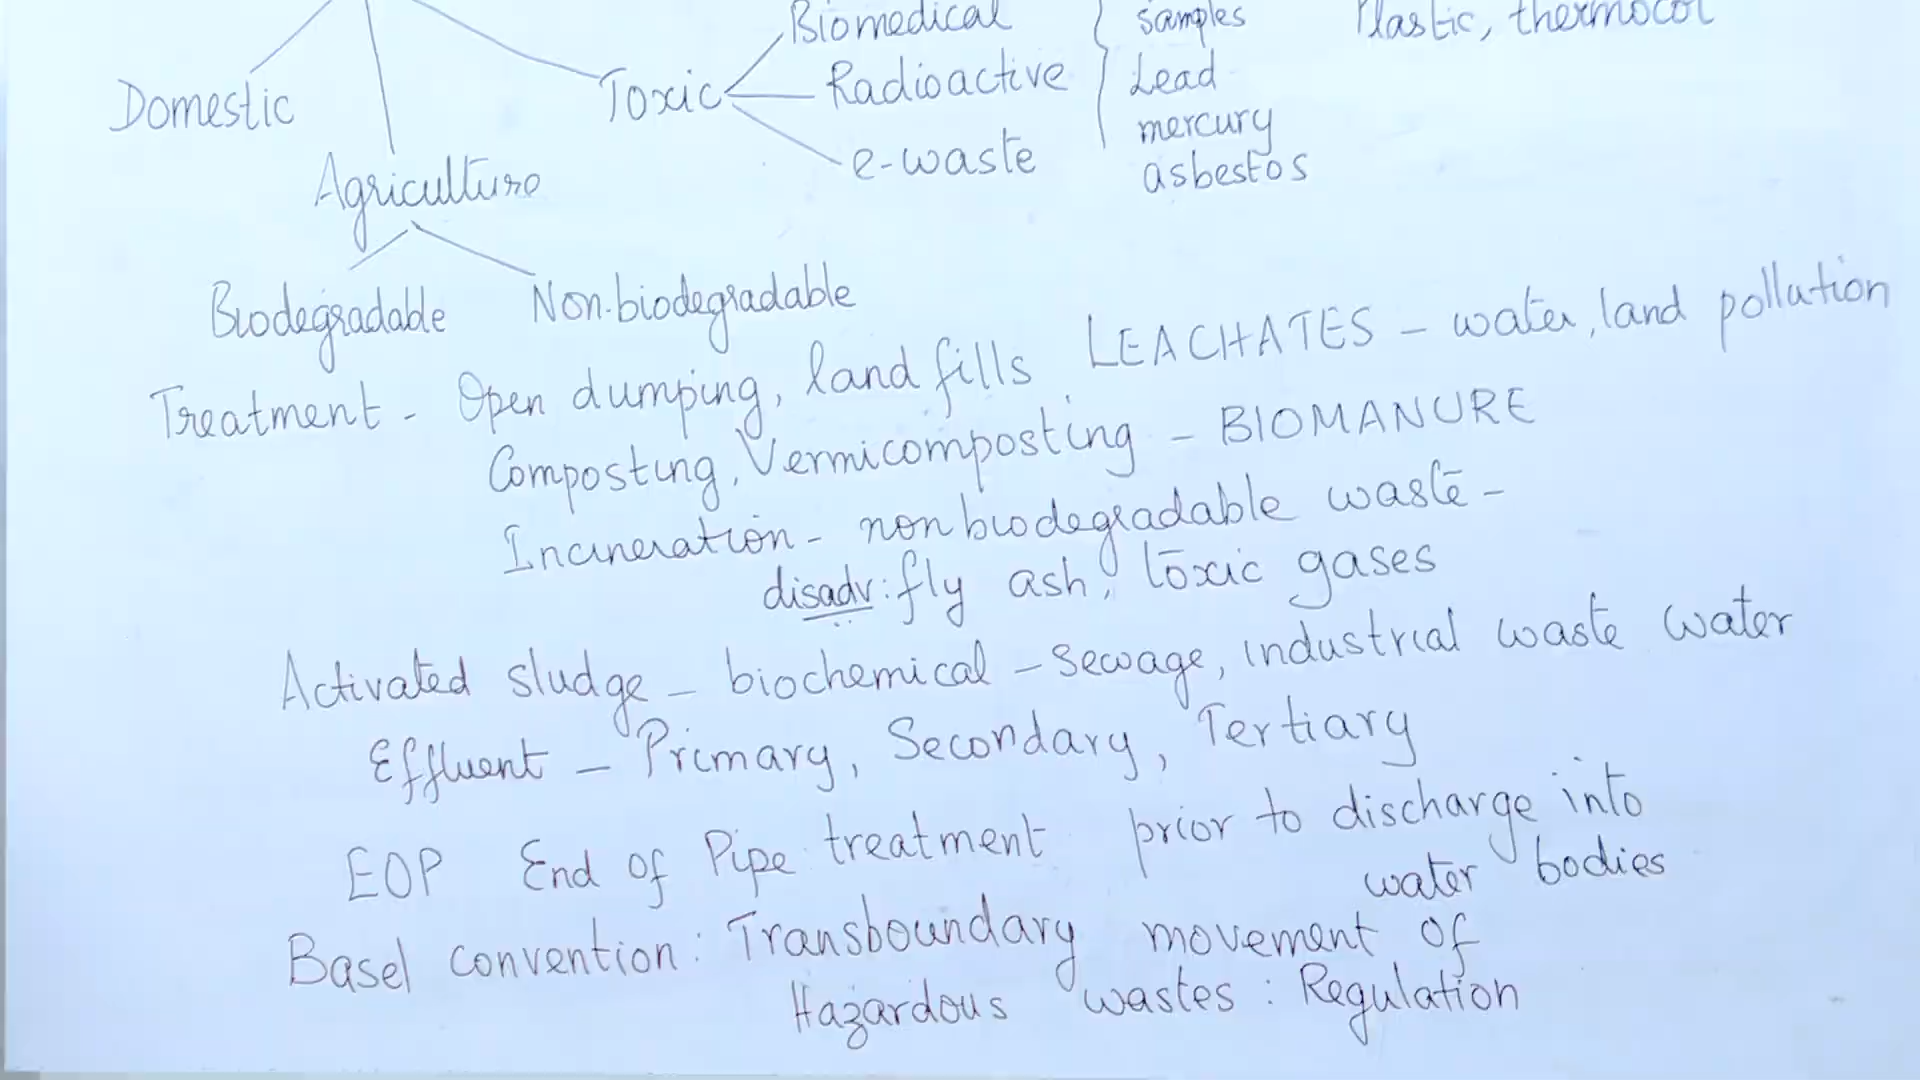 Biomedical samples Plastic, thermocol
Domestic Toxic Radioactive Lead
mercury
e-waste asbestos
Agriculture
Biodegradable Non-biodegradable
LEACHATES - water, land pollution
Treatment - Open dumping, land fills
Composting, Vermicomposting - BIOMANURE
Incineration - non biodegradable waste -
disadv: fly ash, toxic gases
Activated sludge - biochemical - sewage, industrial waste water
Effluent - Primary, Secondary, Tertiary
EOP End of Pipe treatment prior to discharge into
water bodies
Basel convention: Transboundary movement of
Hazardous wastes: Regulation